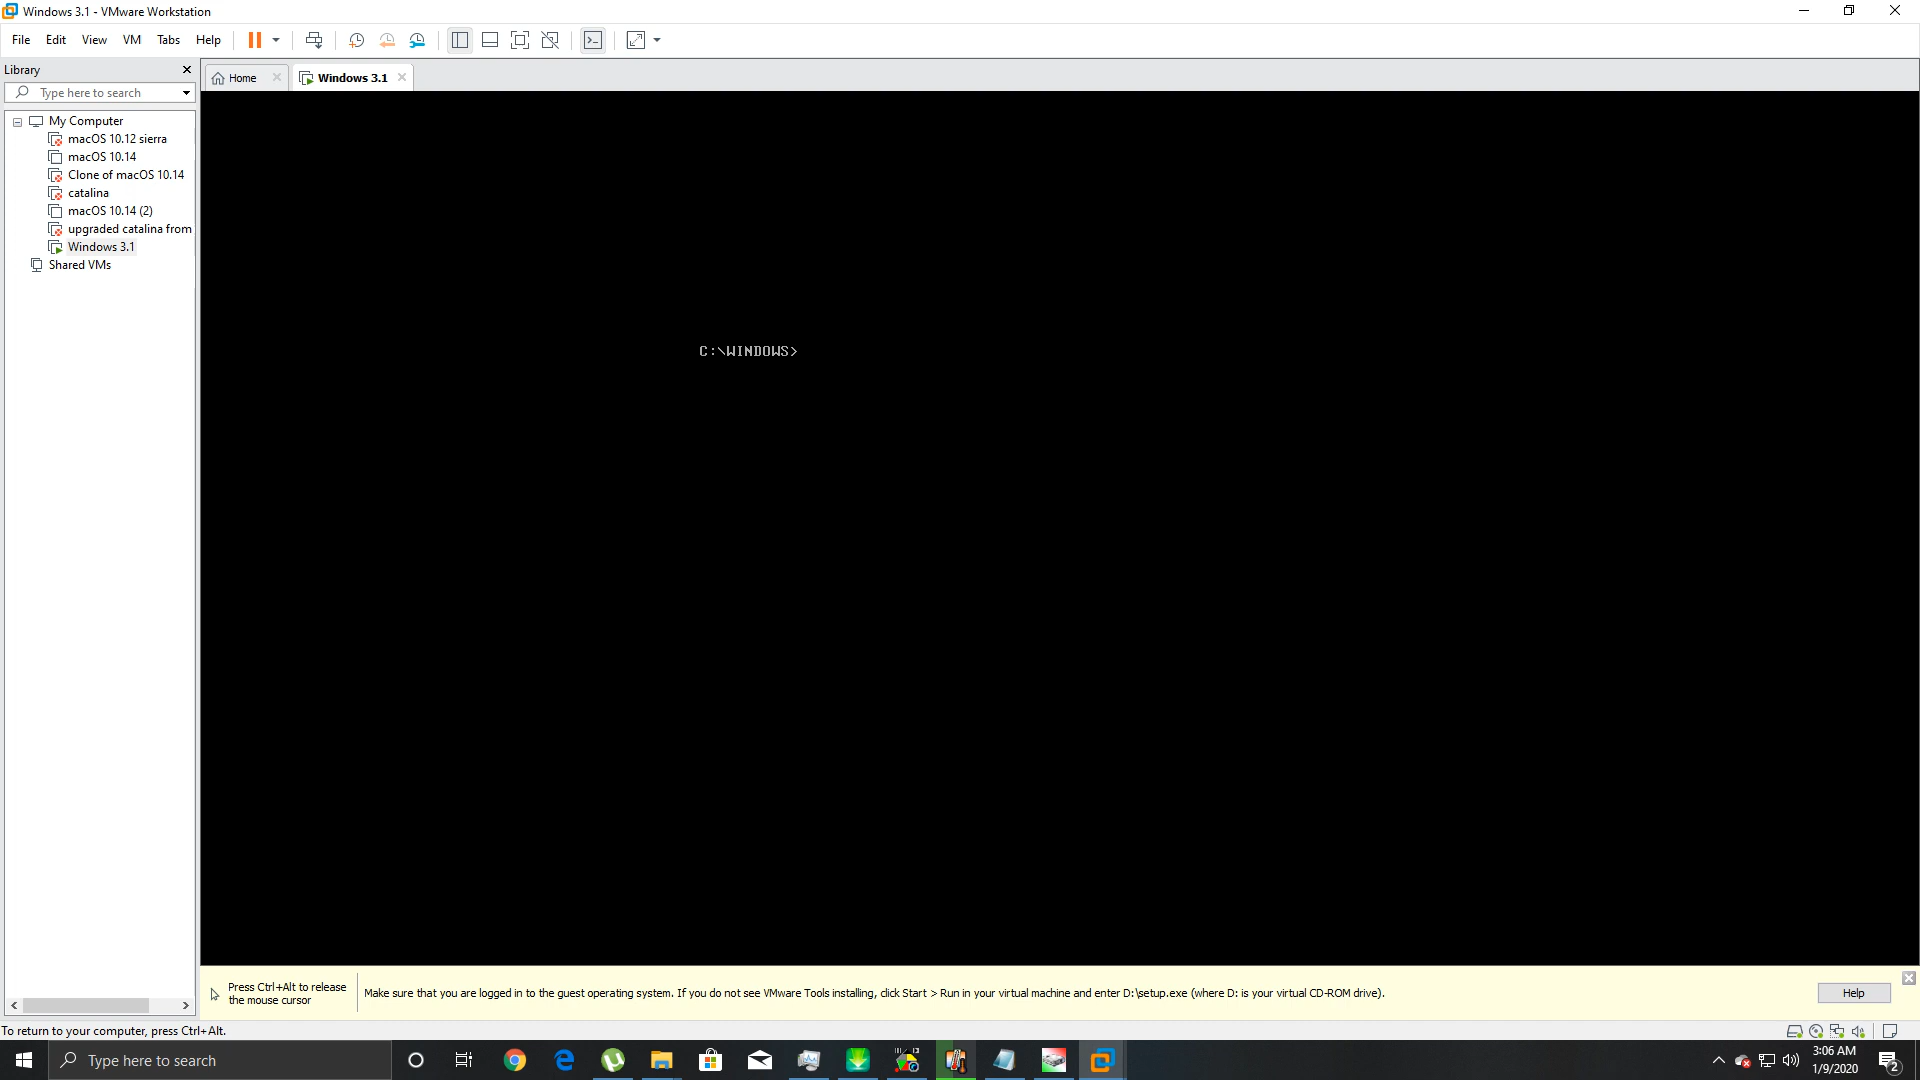 Windows 3.1 - VMware Workstation
File Edit View VM Tabs Help
Library
Type here to search
My Computer
macOS 10.12 sierra
macOS 10.14
Clone of macOS 10.14
catalina
macOS 10.14 (2)
upgraded catalina from
Windows 3.1
Shared VMs
Home Windows 3.1
C:\WINDOWS>
Press Ctrl+Alt to release
the mouse cursor
Make sure that you are logged in to the guest operating system. If you do not see VMware Tools installing, click Start > Run in your virtual machine and enter D:\setup.exe (where D: is your virtual CD-ROM drive).
Help
To return to your computer, press Ctrl+Alt.
Type here to search
3:06 AM
1/9/2020
2